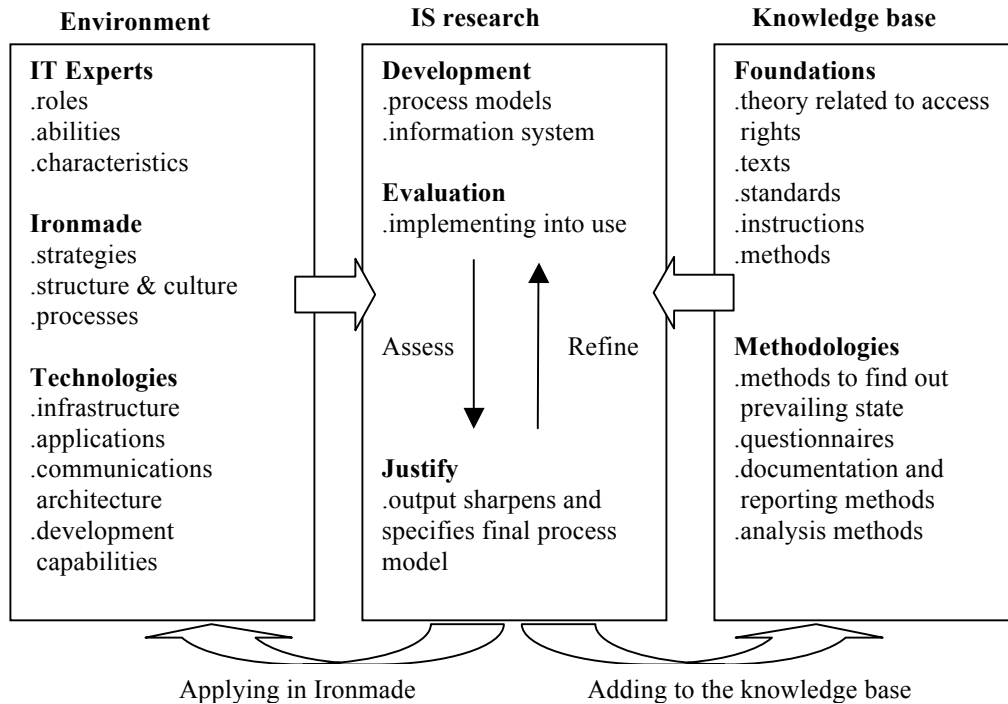 Environment
IS research
Knowledge base
IT Experts
.roles
.abilities
.characteristics
Ironmade
.strategies
.structure & culture
.processes
Technologies
.infrastructure
.applications
.communications
architecture
.development
capabilities
Development
.process models
.information system
Evaluation
.implementing into use
Assess
Refine
Justify
.output sharpens and
specifies final process
model
Foundations
.theory related to access
rights
.texts
.standards
.instructions
.methods
Methodologies
.methods to find out
prevailing state
.questionnaires
.documentation and
reporting methods
.analysis methods
Applying in Ironmade
Adding to the knowledge base